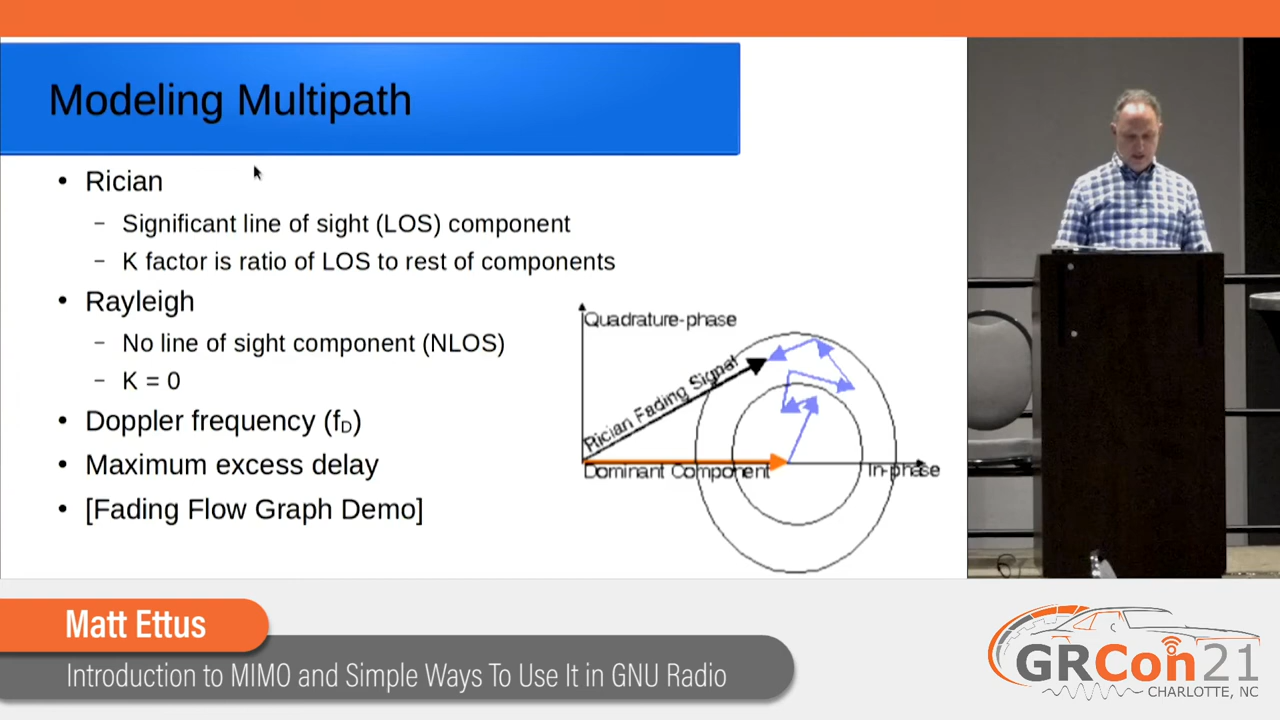 Modeling Multipath
• Rician
– Significant line of sight (LOS) component
– K factor is ratio of LOS to rest of components
• Rayleigh
– No line of sight component (NLOS)
– K = 0
• Doppler frequency (fD)
• Maximum excess delay
• [Fading Flow Graph Demo]
Quadrature-phase
Rician Fading Signal
Dominant Component
In-phase
Matt Ettus
Introduction to MIMO and Simple Ways To Use It in GNU Radio
GRCon21
CHARLOTTE, NC